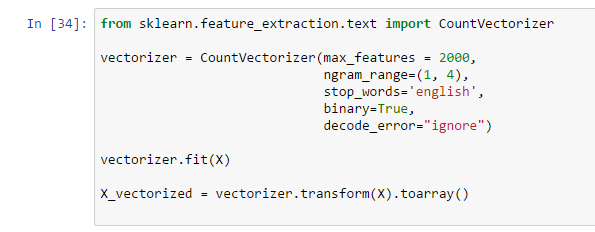 In [34]: from sklearn.feature_extraction.text import CountVectorizer
vectorizer = CountVectorizer(max_features = 2000,
ngram_range=(1, 4),
stop_words='english',
binary=True,
decode_error="ignore")
vectorizer.fit(X)
X_vectorized = vectorizer.transform(X).toarray()